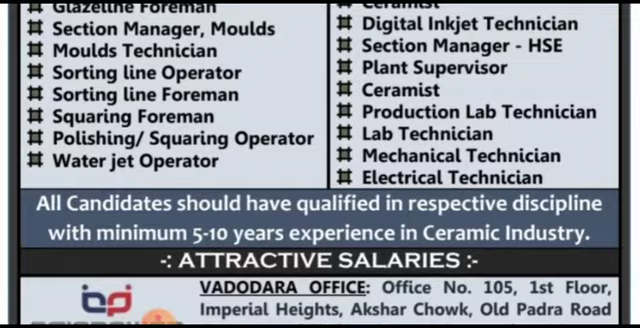 Glazeline Foreman
Section Manager, Moulds
Moulds Technician
Sorting line Operator
Sorting line Foreman
Squaring Foreman
Polishing/ Squaring Operator
Water jet Operator
Ceramist
Digital Inkjet Technician
Section Manager - HSE
Plant Supervisor
Ceramist
Production Lab Technician
Lab Technician
Mechanical Technician
Electrical Technician
All Candidates should have qualified in respective discipline
with minimum 5-10 years experience in Ceramic Industry.
-: ATTRACTIVE SALARIES :-
VADODARA OFFICE: Office No. 105, 1st Floor,
Imperial Heights, Akshar Chowk, Old Padra Road